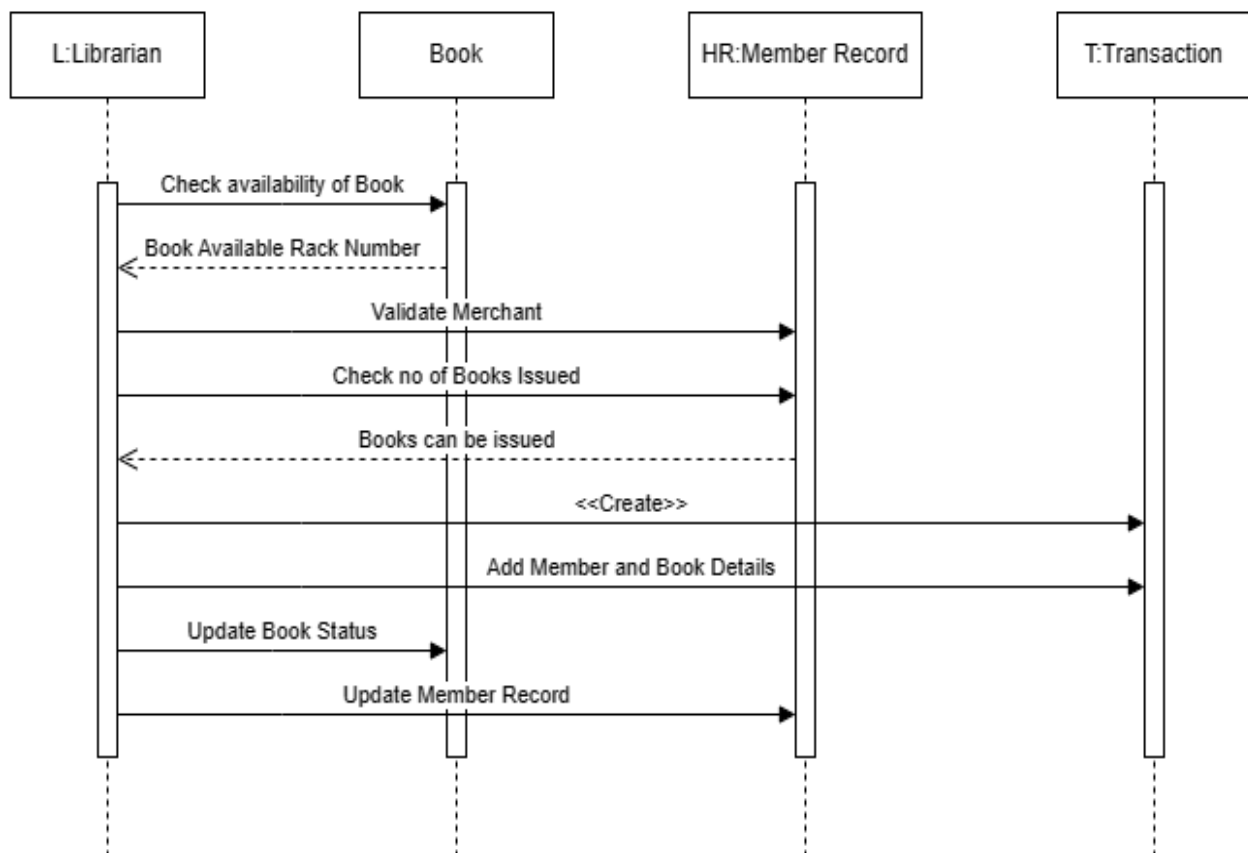 L:Librarian
Book
HR:Member Record
T:Transaction
Check availability of Book
Book Available Rack Number
Validate Merchant
Check no of Books Issued
Books can be issued
<<Create>>
Add Member and Book Details
Update Book Status
Update Member Record